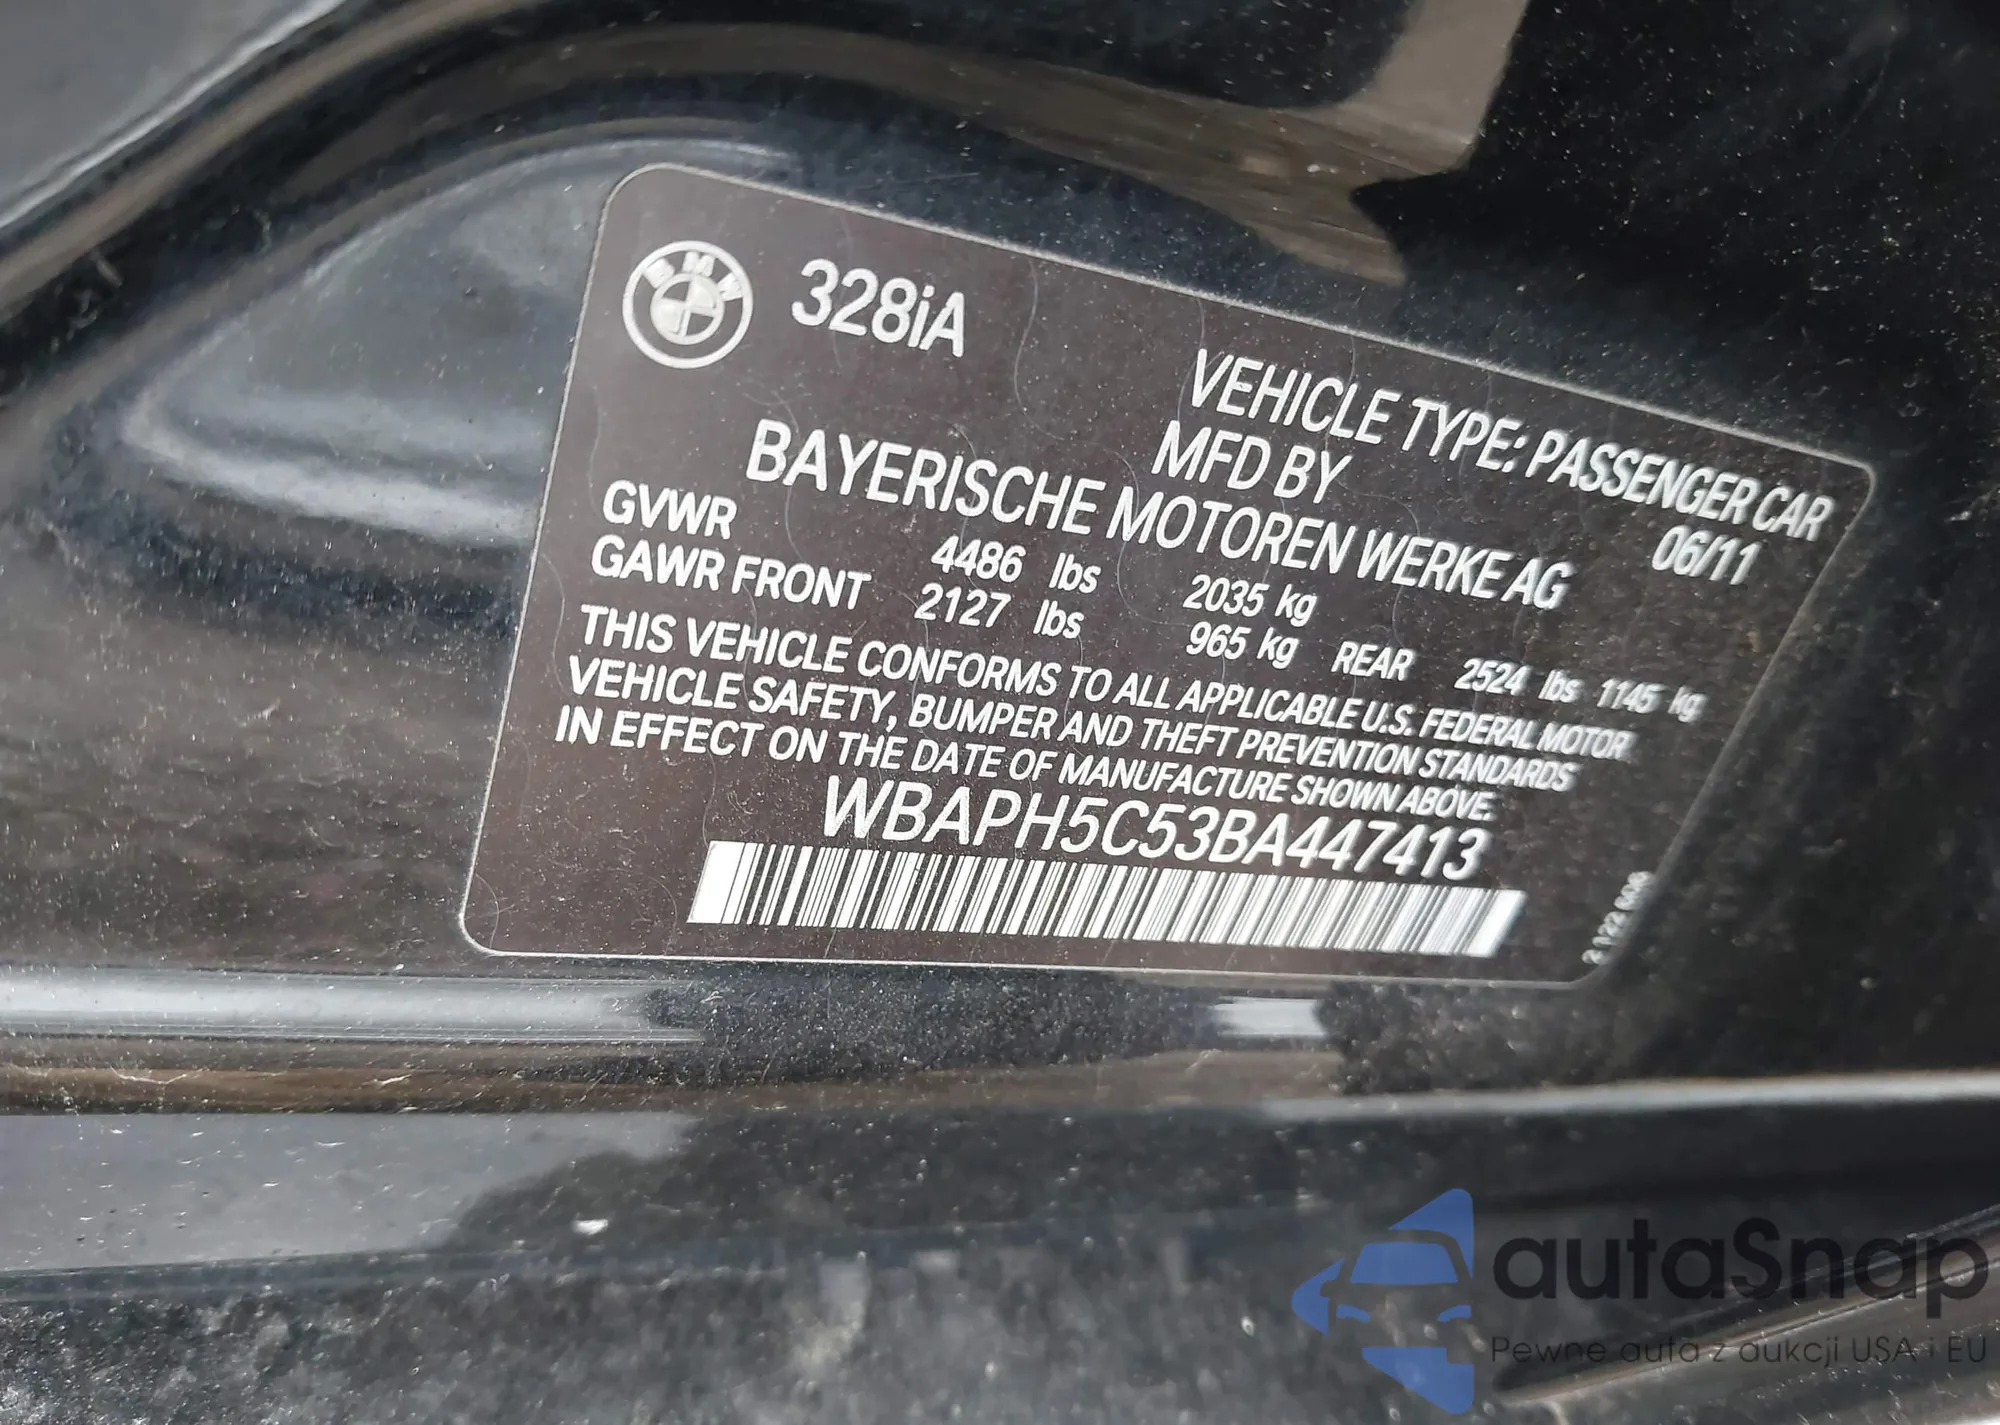 BMW
328iA
VEHICLE TYPE: PASSENGER CAR
MFD BY
BAYERISCHE MOTOREN WERKE AG 06/11
GVWR 4486 lbs 2035 kg
GAWR FRONT 2127 lbs 965 kg REAR 2524 lbs 1145 kg
THIS VEHICLE CONFORMS TO ALL APPLICABLE U.S. FEDERAL MOTOR
VEHICLE SAFETY, BUMPER AND THEFT PREVENTION STANDARDS
IN EFFECT ON THE DATE OF MANUFACTURE SHOWN ABOVE.
WBAPH5C53BA447413
autaSnap
Pewne auta z aukcji USA i EU